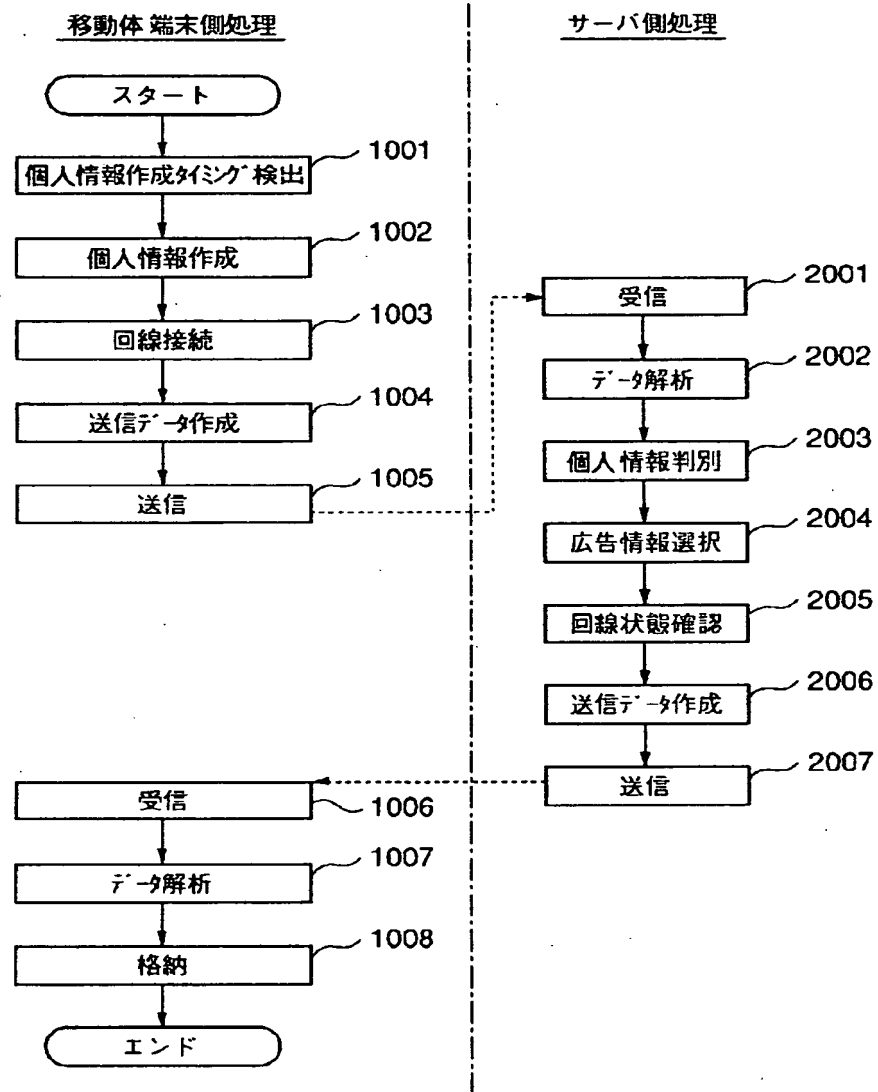 移動体端末側処理
スタート
個人情報作成タイミング検出
1001
個人情報作成
1002
回線接続
1003
送信データ作成
1004
送信
1005
受信
1006
データ解析
1007
格納
1008
エンド
サーバ側処理
受信
2001
データ解析
2002
個人情報判別
2003
広告情報選択
2004
回線状態確認
2005
送信データ作成
2006
送信
2007